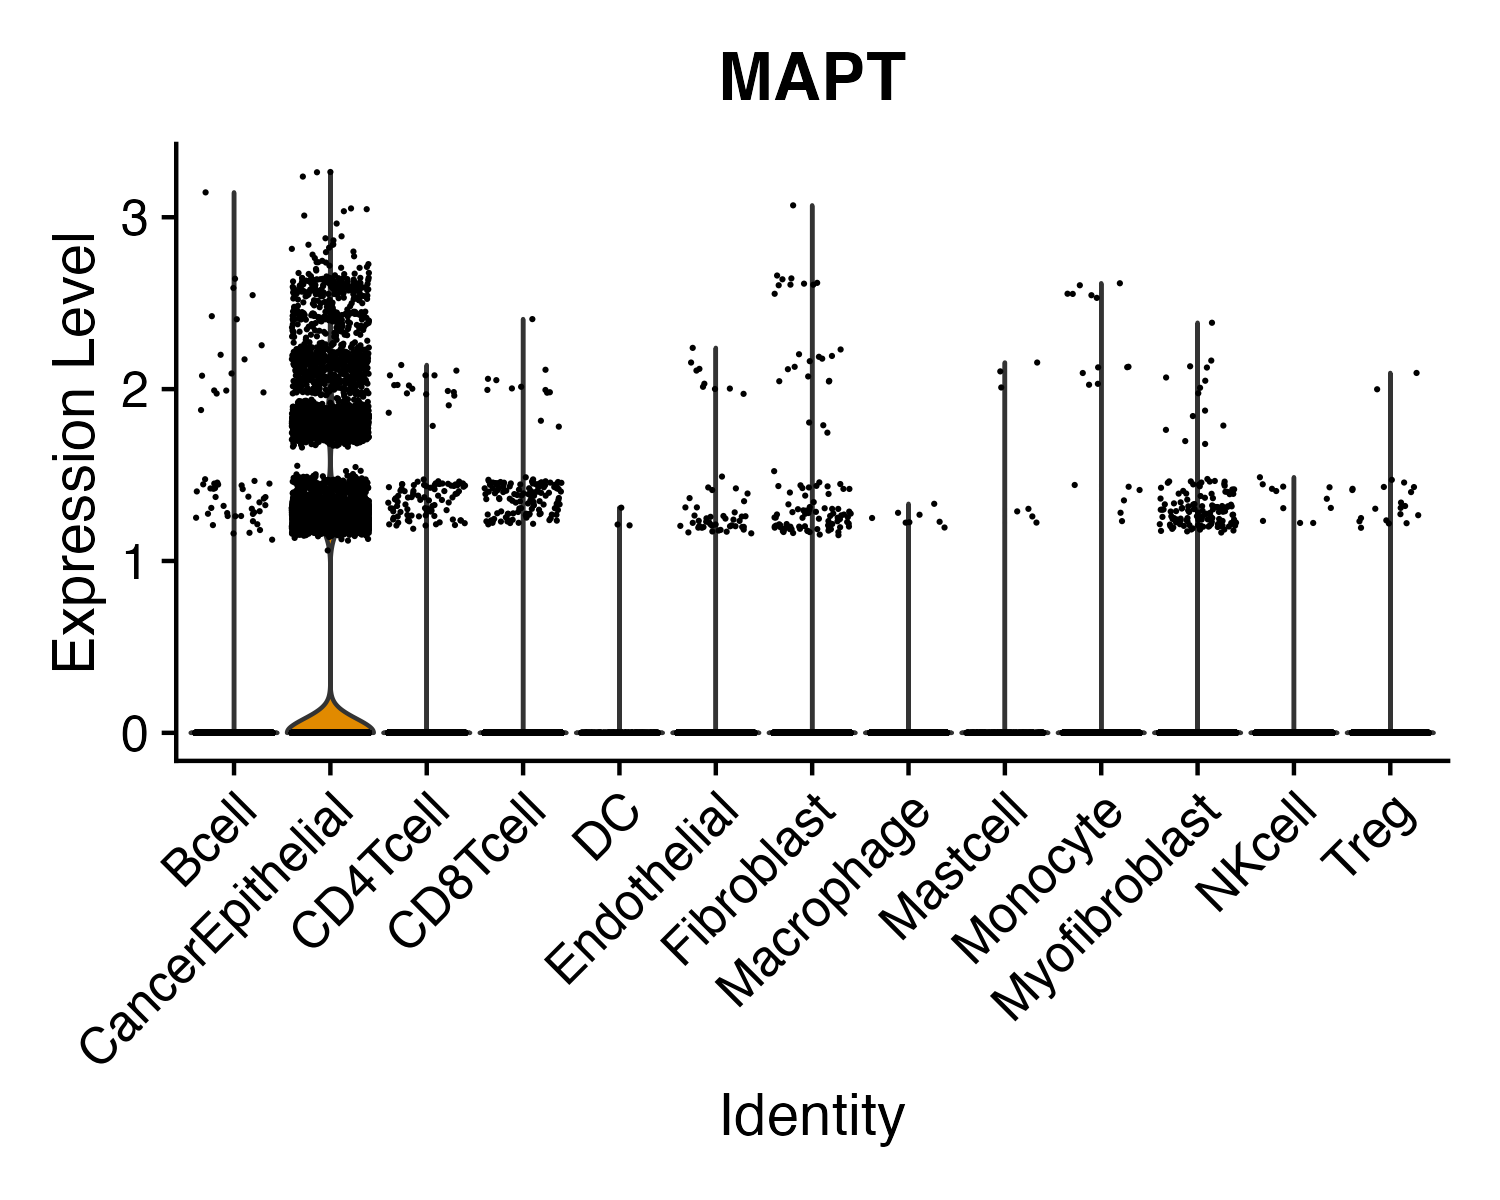 MAPT
Expression Level
3
2
1
0
Bcell
CancerEpithelial
CD4Tcell
CD8Tcell
DC
Endothelial
Fibroblast
Macrophage
Mastcell
Monocyte
Myofibroblast
NKcell
Treg
Identity